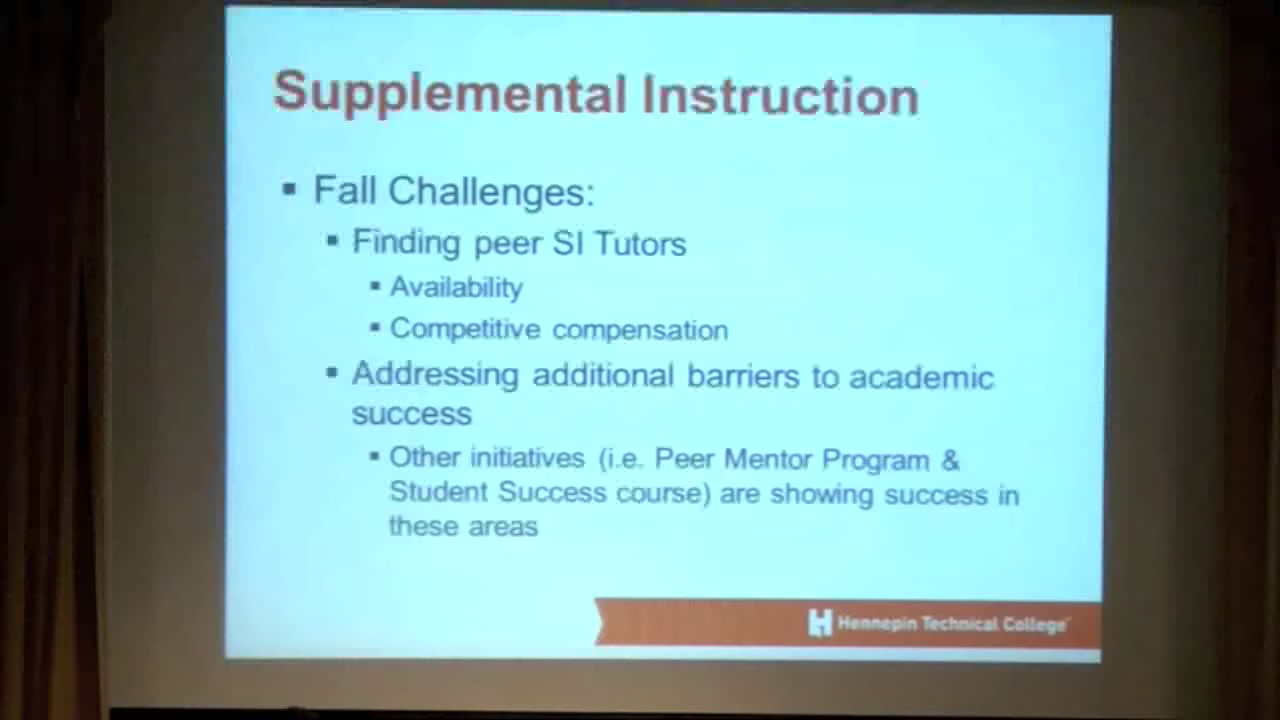 Supplemental Instruction
▪ Fall Challenges:
▪ Finding peer SI Tutors
▪ Availability
▪ Competitive compensation
▪ Addressing additional barriers to academic
success
▪ Other initiatives (i.e. Peer Mentor Program &
Student Success course) are showing success in
these areas
Hennepin Technical College